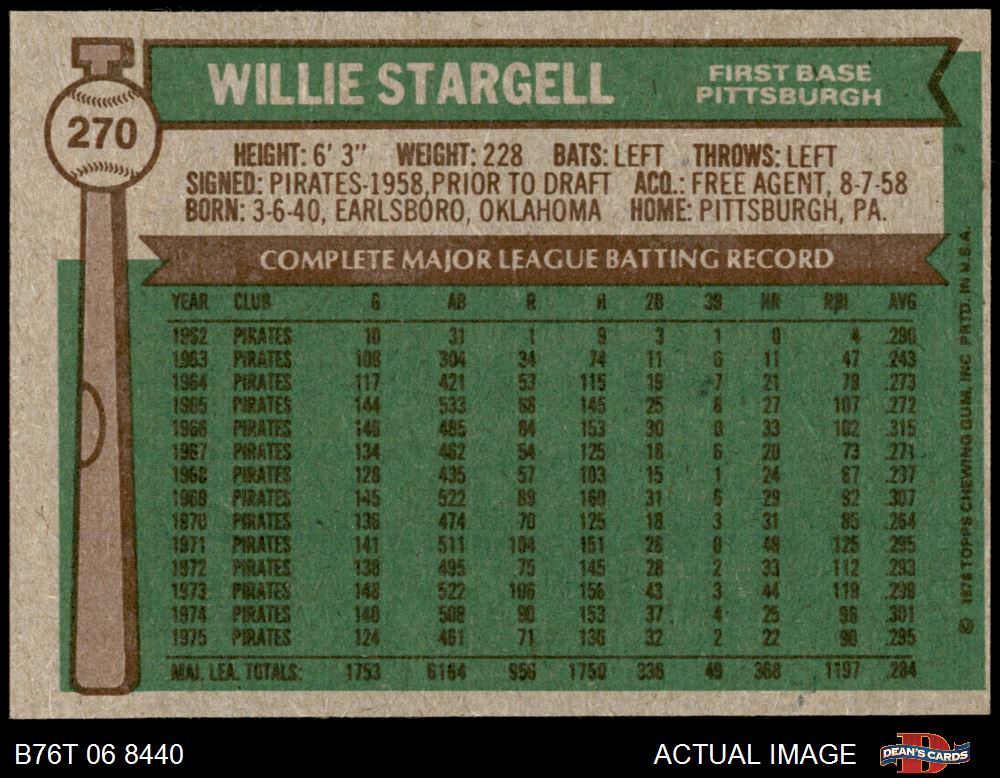 WILLIE STARGELL
FIRST BASE
PITTSBURGH
270
HEIGHT: 6' 3" WEIGHT: 228 BATS: LEFT THROWS: LEFT
SIGNED: PIRATES-1958, PRIOR TO DRAFT ACQ.: FREE AGENT, 8-7-58
BORN: 3-6-40, EARLSBORO, OKLAHOMA HOME: PITTSBURGH, PA.
COMPLETE MAJOR LEAGUE BATTING RECORD
YEAR CLUB G AB R H 2B 3B HR RBI AVG
1962 PIRATES 10 31 1 9 3 1 0 4 .290
1963 PIRATES 108 304 34 74 11 6 11 47 .243
1964 PIRATES 117 421 53 115 19 7 21 78 .273
1965 PIRATES 144 533 68 145 25 8 27 107 .272
1966 PIRATES 140 485 84 153 30 0 33 102 .315
1967 PIRATES 134 462 54 125 18 6 20 73 .271
1968 PIRATES 128 435 57 103 15 1 24 67 .237
1969 PIRATES 145 522 89 160 31 6 29 92 .307
1970 PIRATES 136 474 70 125 18 3 31 85 .264
1971 PIRATES 141 511 104 151 26 0 48 125 .295
1972 PIRATES 138 495 75 145 28 2 33 112 .293
1973 PIRATES 148 522 106 156 43 3 44 119 .299
1974 PIRATES 140 508 90 153 37 4 25 96 .301
1975 PIRATES 124 461 71 136 32 2 22 90 .295
MAJ. LEA. TOTALS: 1753 6164 956 1750 336 49 368 1197 .284
© 1976 TOPPS CHEWING GUM, INC PRTD. IN U.S.A.
B76T 06 8440
ACTUAL IMAGE
DEAN'S CARDS